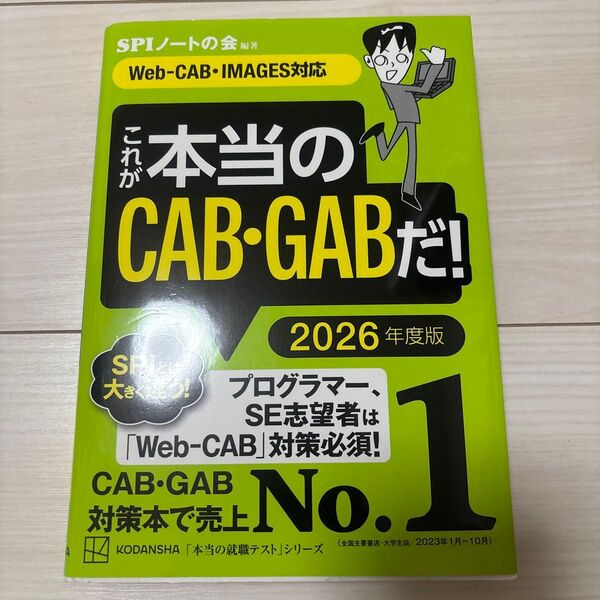 SPIノートの会 編著
Web-CAB・IMAGES対応
これが
本当の
CAB・GABだ!
2026年度版
SPIとは
大きく違う!
プログラマー、
SE志望者は
「Web-CAB」対策必須!
CAB・GAB
対策本で売上No.1
(全国主要書店・大学生協/2023年1月~10月)
KODANSHA 「本当の就職テスト」シリーズ